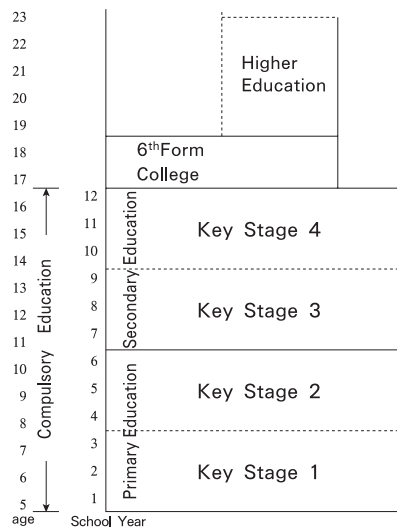 23
22
21
20
19
18
17
16
15
14
13
12
11
10
9
8
7
6
5
age
Compulsory Education
12
11
10
9
8
7
6
5
4
3
2
1
School Year
Secondary Education
Primary Education
Higher
Education
6thForm
College
Key Stage 4
Key Stage 3
Key Stage 2
Key Stage 1